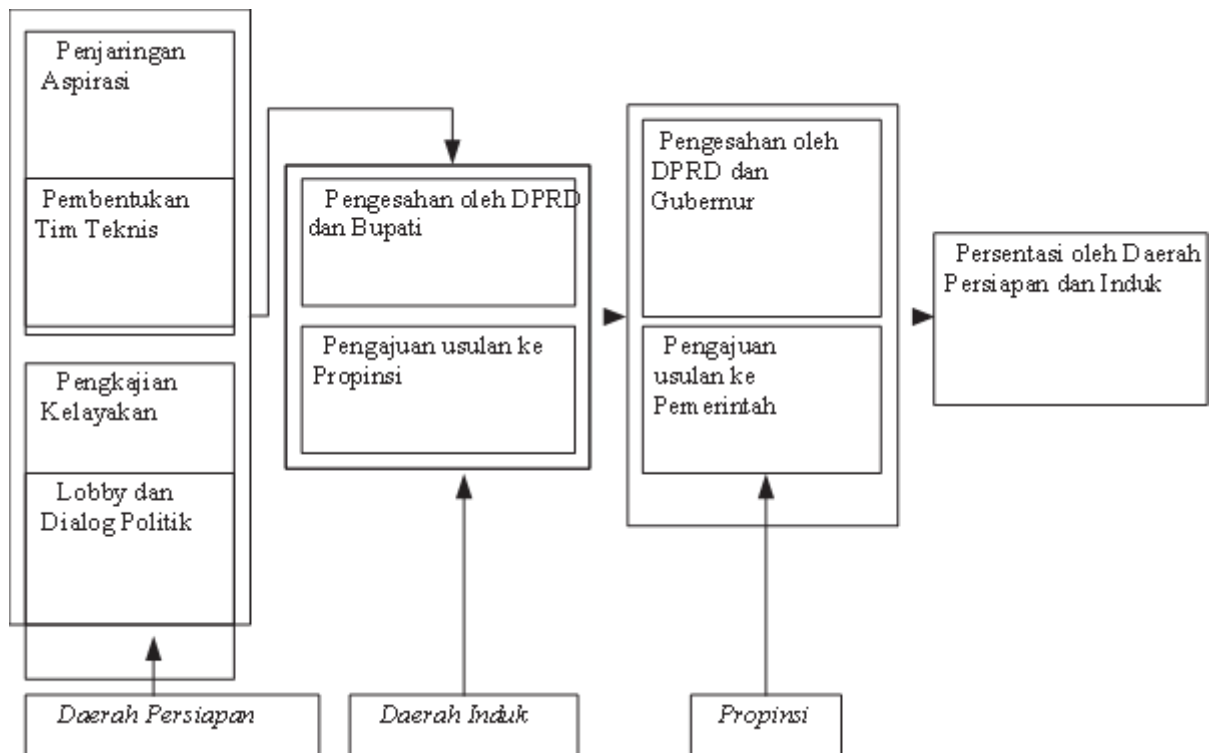 Penjaringan
Aspirasi
Pembentukan
Tim Teknis
Pengkajian
Kelayakan
Lobby dan
Dialog Politik
Pengesahan oleh DPRD
dan Bupati
Pengajuan usulan ke
Propinsi
Pengesahan oleh
DPRD dan
Gubernur
Pengajuan
usulan ke
Pemerintah
Persentasi oleh Daerah
Persiapan dan Induk
Daerah Persiapan
Daerah Induk
Propinsi